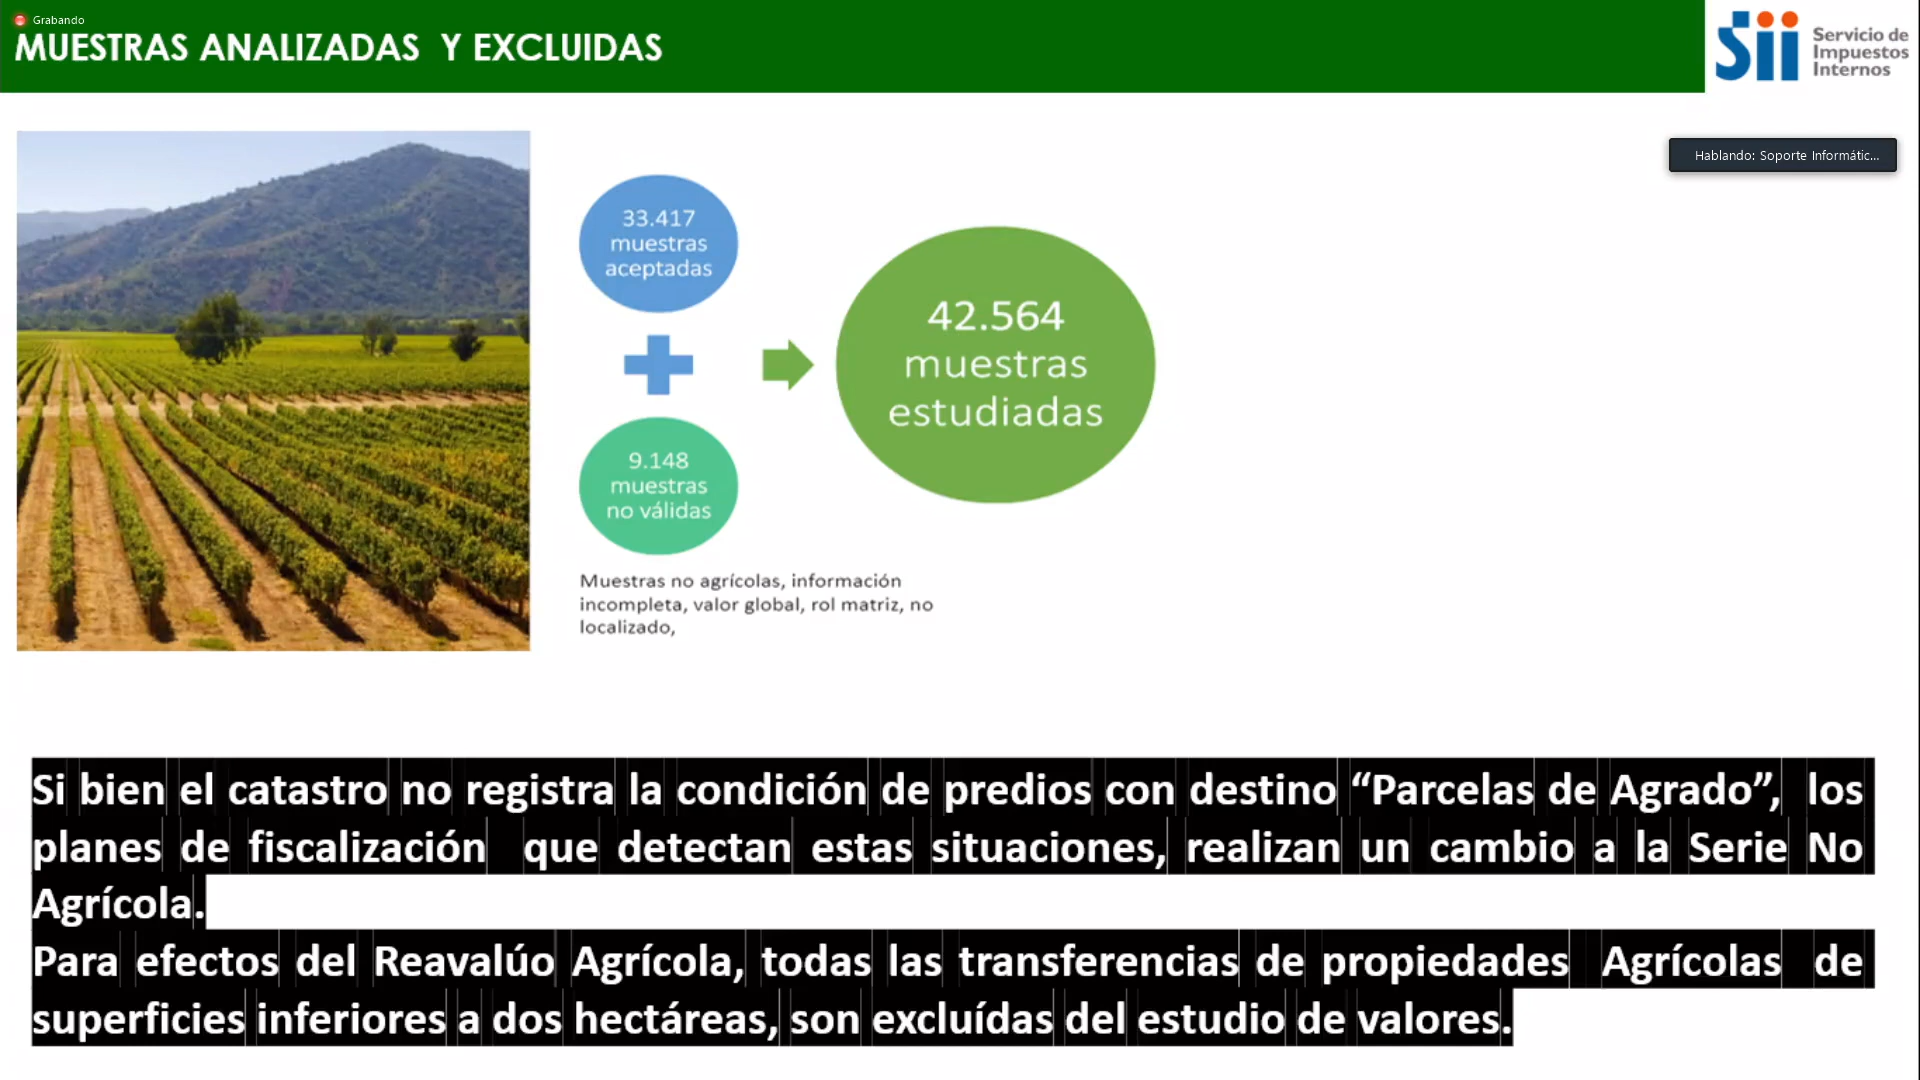 Grabando
MUESTRAS ANALIZADAS Y EXCLUIDAS
Sii
Servicio de
Impuestos
Internos
Hablando: Soporte Informátic...
33.417
muestras
aceptadas
9.148
muestras
no válidas
42.564
muestras
estudiadas
Muestras no agrícolas, información
incompleta, valor global, rol matriz, no
localizado,
Si bien el catastro no registra la condición de predios con destino “Parcelas de Agrado”, los
planes de fiscalización que detectan estas situaciones, realizan un cambio a la Serie No
Agrícola.
Para efectos del Reavalúo Agrícola, todas las transferencias de propiedades Agrícolas de
superficies inferiores a dos hectáreas, son excluídas del estudio de valores.